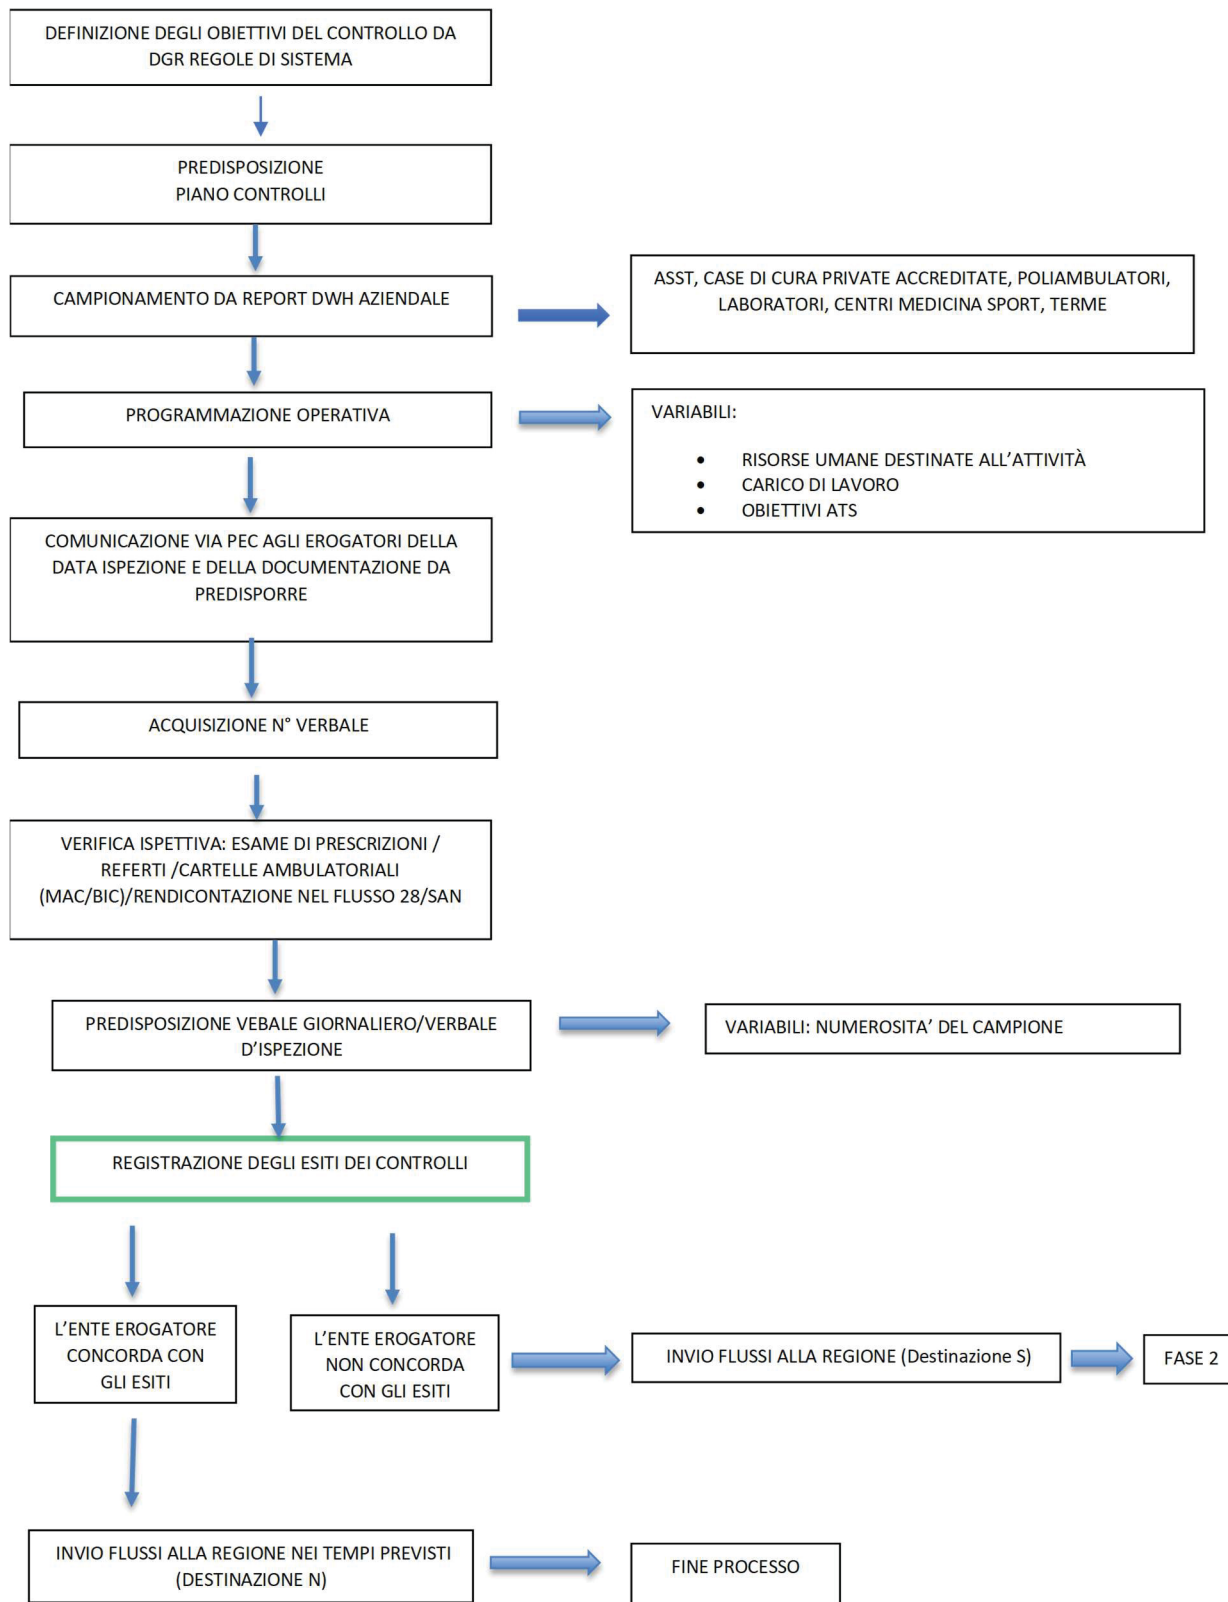 DEFINIZIONE DEGLI OBIETTIVI DEL CONTROLLO DA
DGR REGOLE DI SISTEMA
PREDISPOSIZIONE
PIANO CONTROLLI
CAMPIONAMENTO DA REPORT DWH AZIENDALE
ASST, CASE DI CURA PRIVATE ACCREDITATE, POLIAMBULATORI,
LABORATORI, CENTRI MEDICINA SPORT, TERME
PROGRAMMAZIONE OPERATIVA
VARIABILI:
• RISORSE UMANE DESTINATE ALL’ATTIVITÀ
• CARICO DI LAVORO
• OBIETTIVI ATS
COMUNICAZIONE VIA PEC AGLI EROGATORI DELLA
DATA ISPEZIONE E DELLA DOCUMENTAZIONE DA
PREDISPORRE
ACQUISIZIONE N° VERBALE
VERIFICA ISPETTIVA: ESAME DI PRESCRIZIONI /
REFERTI /CARTELLE AMBULATORIALI
(MAC/BIC)/RENDICONTAZIONE NEL FLUSSO 28/SAN
PREDISPOSIZIONE VEBALE GIORNALIERO/VERBALE
D’ISPEZIONE
VARIABILI: NUMEROSITA’ DEL CAMPIONE
REGISTRAZIONE DEGLI ESITI DEI CONTROLLI
L’ENTE EROGATORE
CONCORDA CON
GLI ESITI
L’ENTE EROGATORE
NON CONCORDA
CON GLI ESITI
INVIO FLUSSI ALLA REGIONE (Destinazione S)
FASE 2
INVIO FLUSSI ALLA REGIONE NEI TEMPI PREVISTI
(DESTINAZIONE N)
FINE PROCESSO